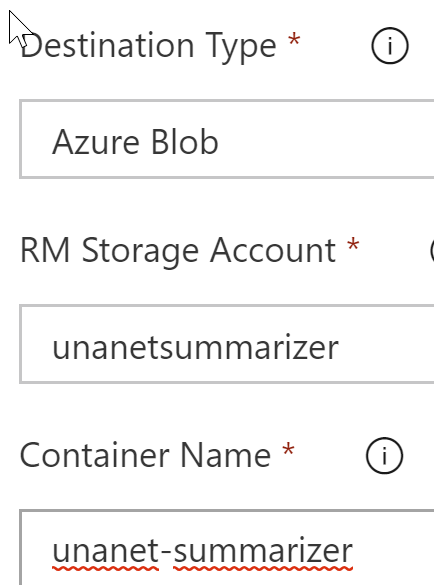 Destination Type *
Azure Blob
RM Storage Account *
unanetsummarizer
Container Name *
unanet-summarizer